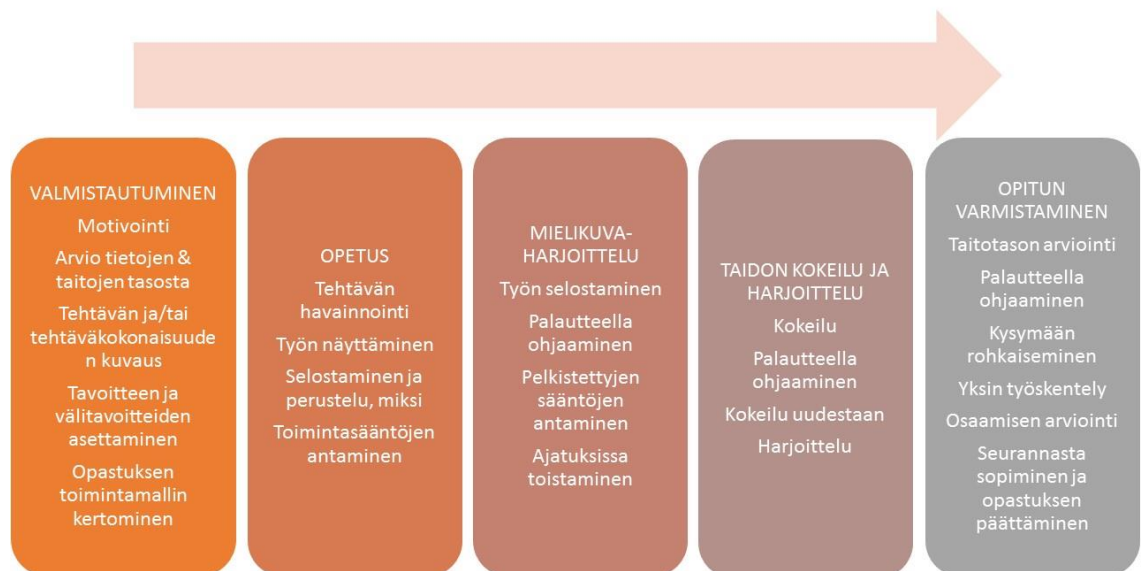 VALMISTAUTUMINEN
Motivointi
Arvio tietojen &
taitojen tasosta
Tehtävän ja/tai
tehtäväkokonaisuude
n kuvaus
Tavoitteen ja
välitavoitteiden
asettaminen
Opastuksen
toimintamallin
kertominen
OPETUS
Tehtävän
havainnointi
Työn näyttäminen
Selostaminen ja
perustelu, miksi
Toimintasääntöjen
antaminen
MIELIKUVA-
HARJOITTELU
Työn selostaminen
Palautteella
ohjaaminen
Pelkistettyjen
sääntöjen
antaminen
Ajatuksissa
toistaminen
TAIDON KOKEILU JA
HARJOITTELU
Kokeilu
Palautteella
ohjaaminen
Kokeilu uudestaan
Harjoittelu
OPITUN
VARMISTAMINEN
Taitotason arviointi
Palautteella
ohjaaminen
Kysymään
rohkaiseminen
Yksin työskentely
Osaamisen arviointi
Seurannasta
sopiminen ja
opastuksen
päättäminen